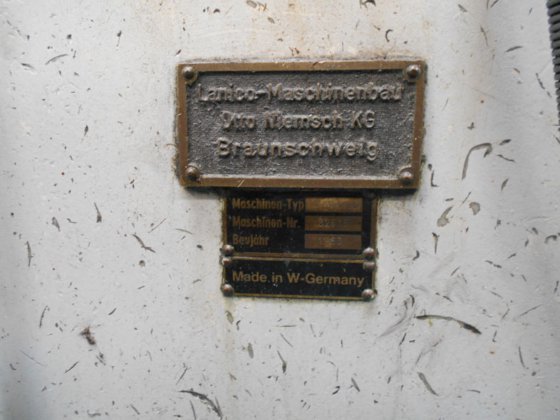 Lanico-Maschinenbau
Otto Niemsch KG
Braunschweig
Maschinen-Typ
Maschinen-Nr.
Baujahr
Made in W-Germany